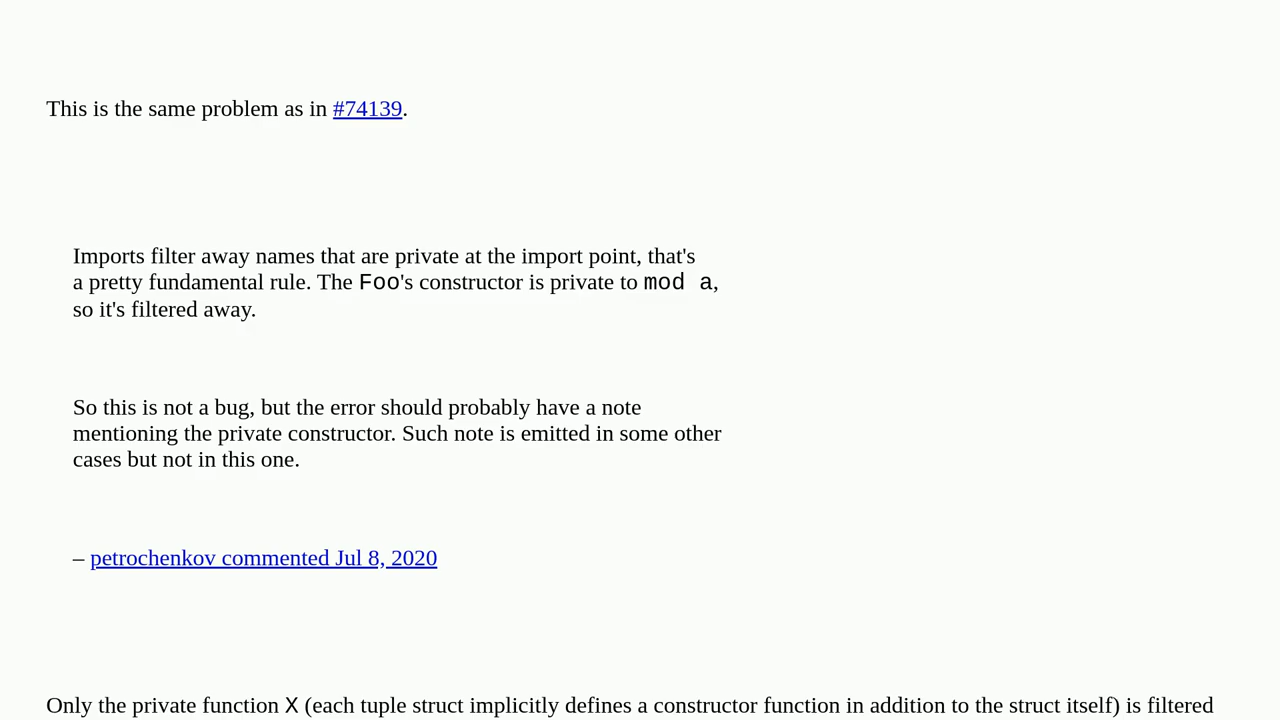 This is the same problem as in #74139.
Imports filter away names that are private at the import point, that's
a pretty fundamental rule. The Foo's constructor is private to mod a,
so it's filtered away.
So this is not a bug, but the error should probably have a note
mentioning the private constructor. Such note is emitted in some other
cases but not in this one.
– petrochenkov commented Jul 8, 2020
Only the private function X (each tuple struct implicitly defines a constructor function in addition to the struct itself) is filtered